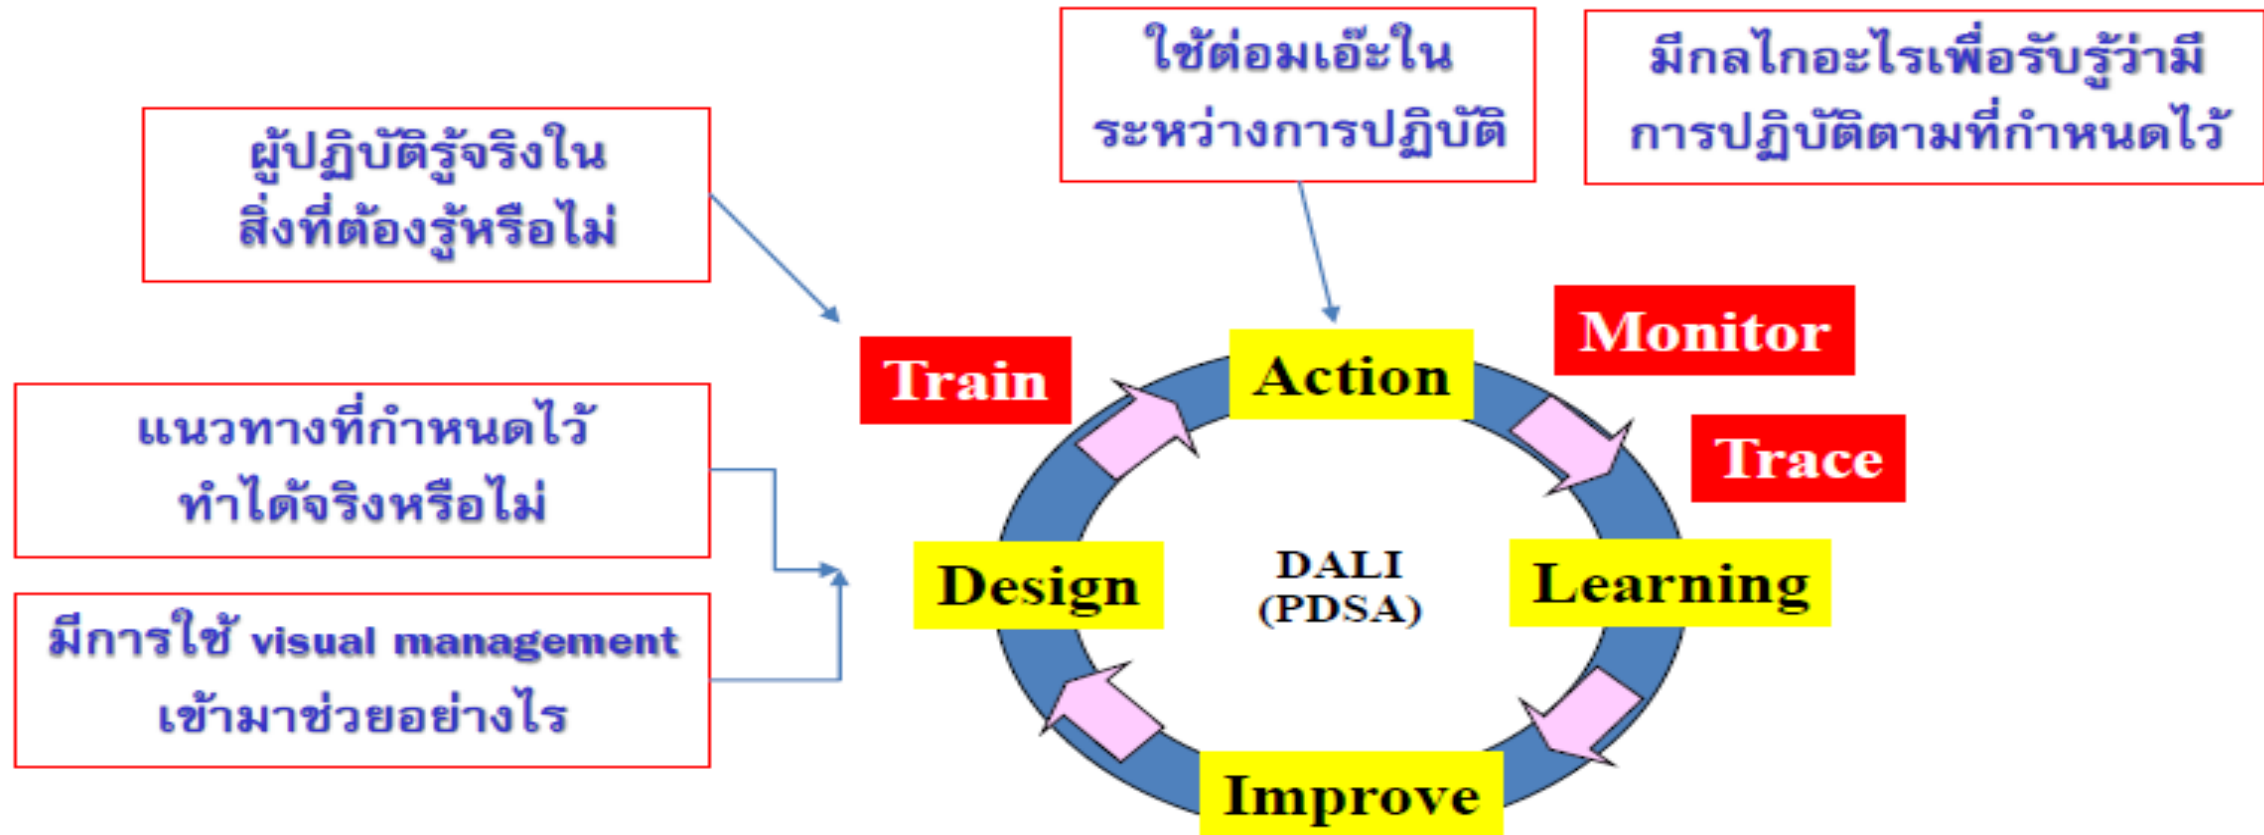 ใช้ต่อมเอ๊ะใน
ระหว่างการปฏิบัติ
มีกลไกอะไรเพื่อรับรู้ว่ามี
การปฏิบัติตามที่กำหนดไว้
ผู้ปฏิบัติรู้จริงใน
สิ่งที่ต้องรู้หรือไม่
Monitor
Train
Action
Trace
แนวทางที่กำหนดไว้
ทำได้จริงหรือไม่
Design
DALI
(PDSA)
Learning
มีการใช้ visual management
เข้ามาช่วยอย่างไร
Improve